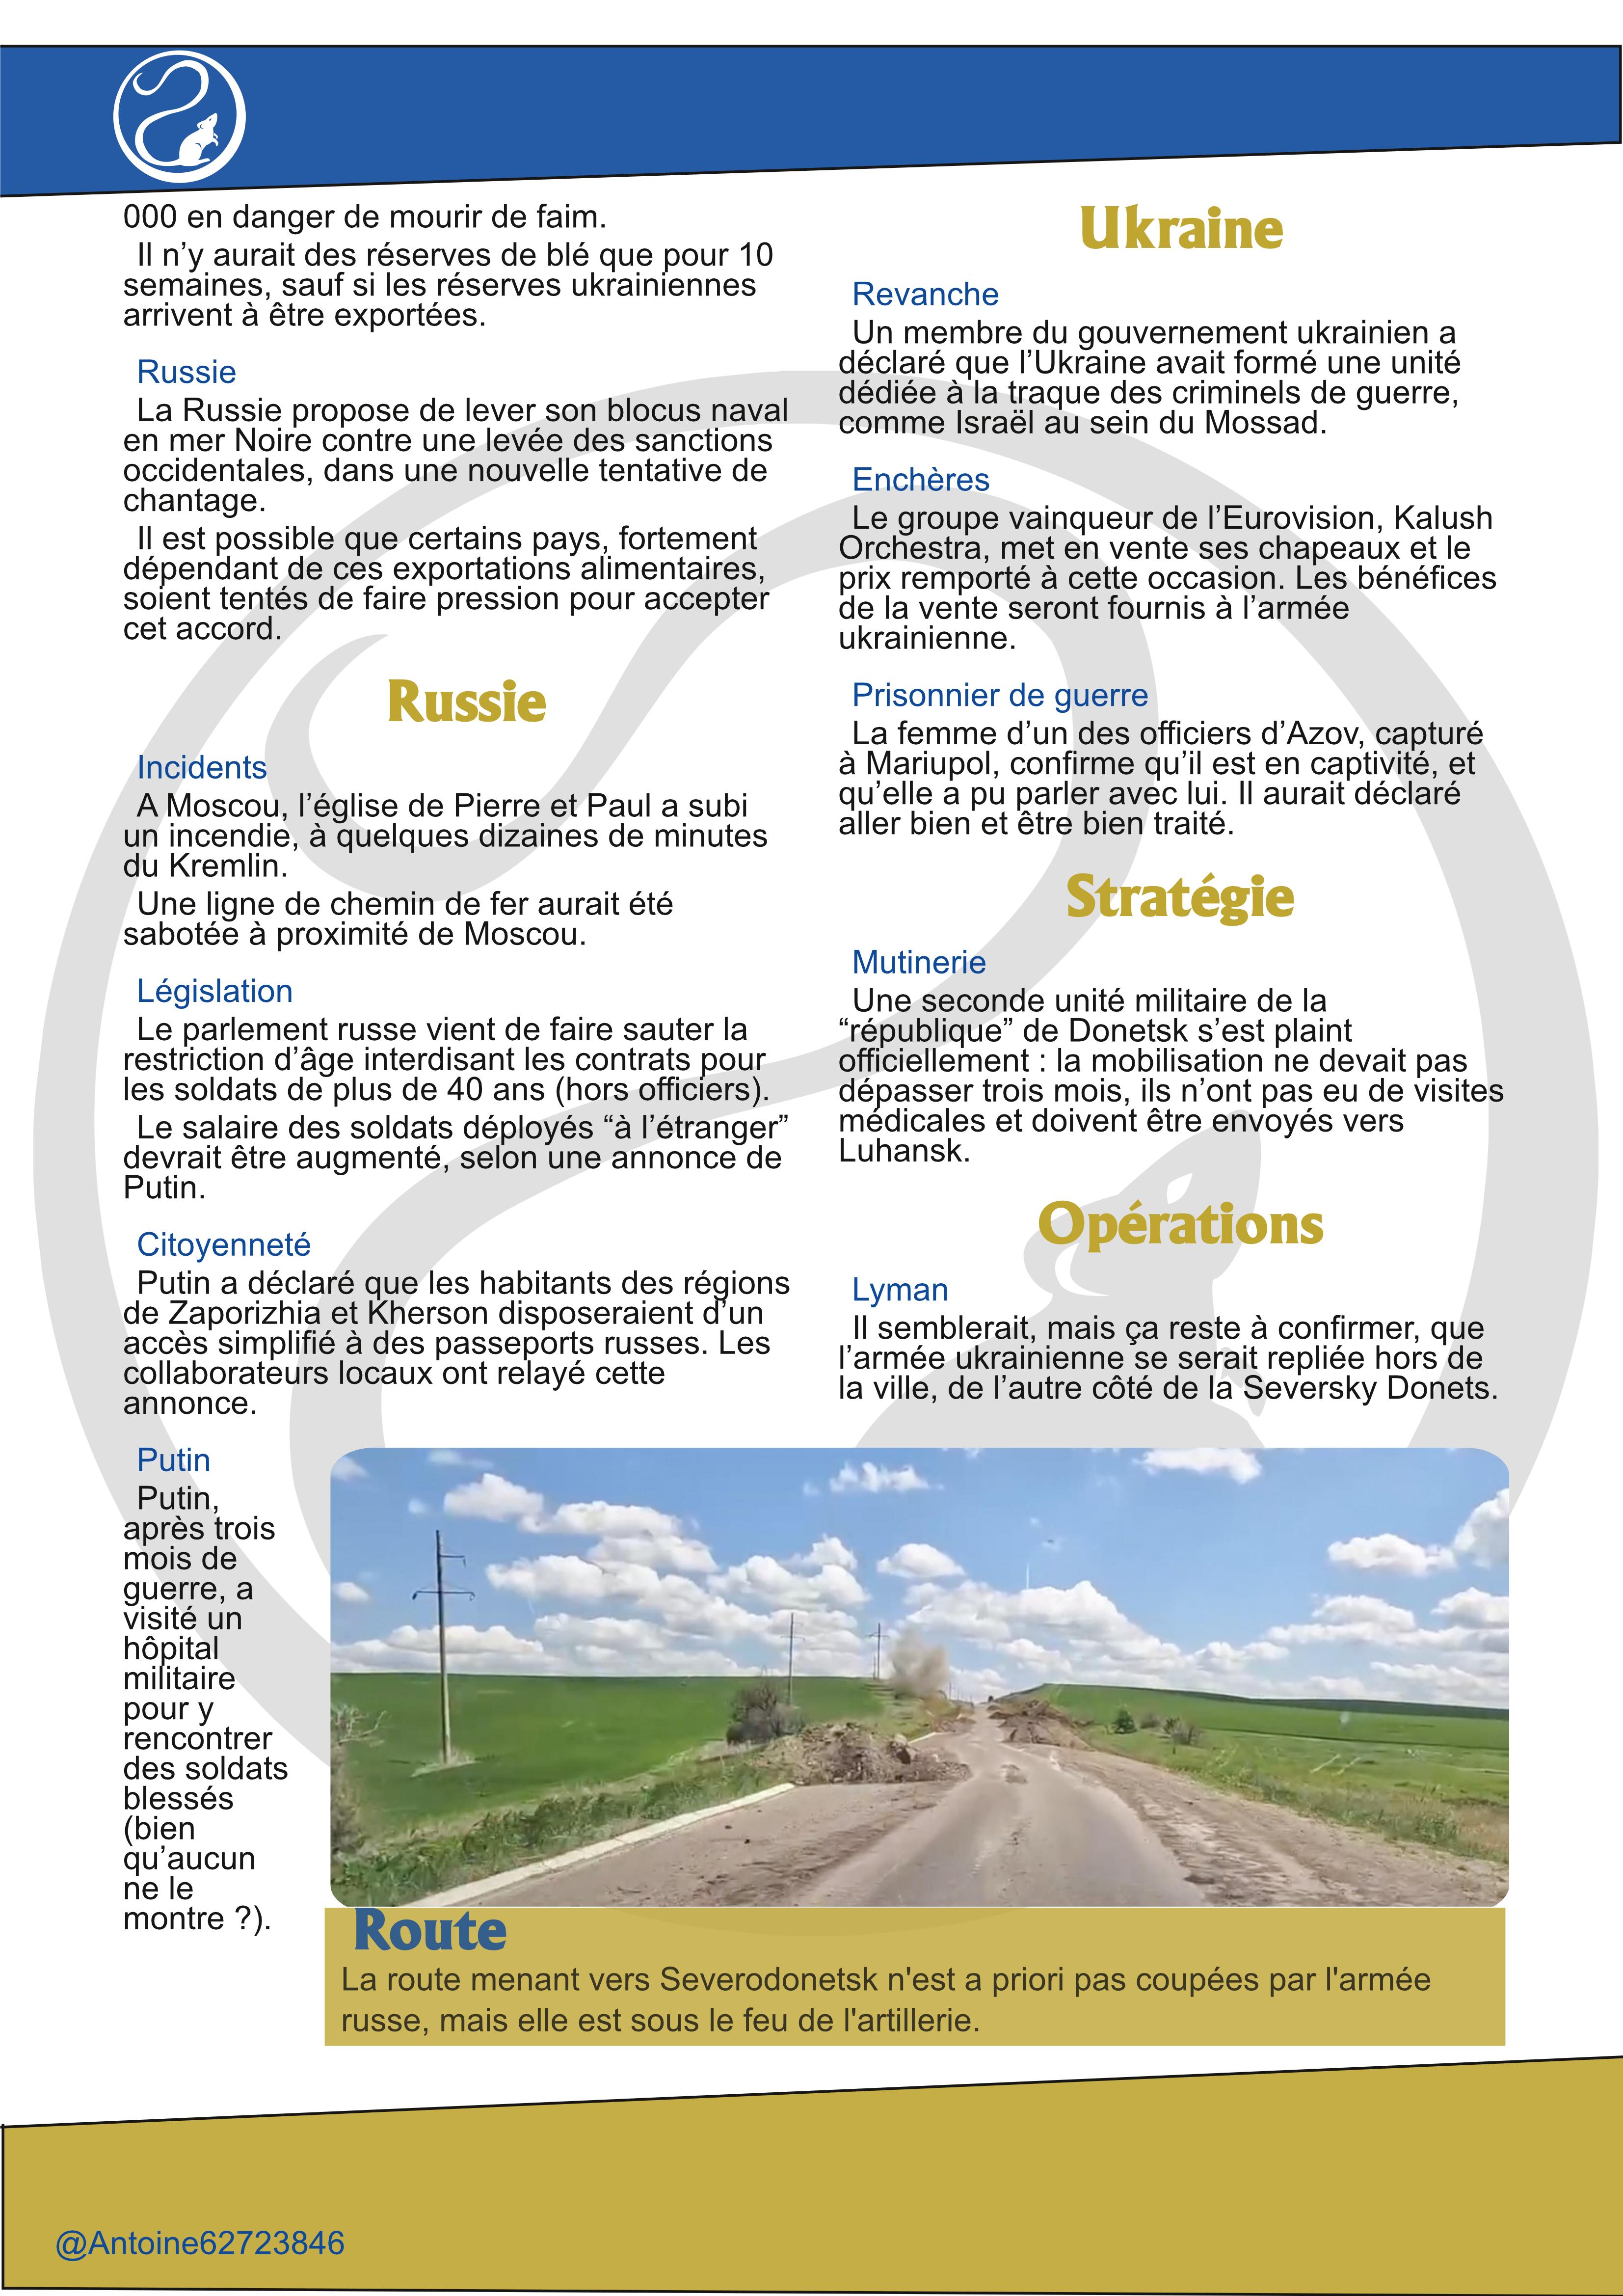 000 en danger de mourir de faim.
Il n’y aurait des réserves de blé que pour 10
semaines, sauf si les réserves ukrainiennes
arrivent à être exportées.
Russie
La Russie propose de lever son blocus naval
en mer Noire contre une levée des sanctions
occidentales, dans une nouvelle tentative de
chantage.
Il est possible que certains pays, fortement
dépendant de ces exportations alimentaires,
soient tentés de faire pression pour accepter
cet accord.
Russie
Incidents
A Moscou, l’église de Pierre et Paul a subi
un incendie, à quelques dizaines de minutes
du Kremlin.
Une ligne de chemin de fer aurait été
sabotée à proximité de Moscou.
Législation
Le parlement russe vient de faire sauter la
restriction d’âge interdisant les contrats pour
les soldats de plus de 40 ans (hors officiers).
Le salaire des soldats déployés “à l’étranger”
devrait être augmenté, selon une annonce de
Putin.
Citoyenneté
Putin a déclaré que les habitants des régions
de Zaporizhia et Kherson disposeraient d’un
accès simplifié à des passeports russes. Les
collaborateurs locaux ont relayé cette
annonce.
Putin
Putin,
après trois
mois de
guerre, a
visité un
hôpital
militaire
pour y
rencontrer
des soldats
blessés
(bien
qu’aucun
ne le
montre ?).
Ukraine
Revanche
Un membre du gouvernement ukrainien a
déclaré que l’Ukraine avait formé une unité
dédiée à la traque des criminels de guerre,
comme Israël au sein du Mossad.
Enchères
Le groupe vainqueur de l’Eurovision, Kalush
Orchestra, met en vente ses chapeaux et le
prix remporté à cette occasion. Les bénéfices
de la vente seront fournis à l’armée
ukrainienne.
Prisonnier de guerre
La femme d’un des officiers d’Azov, capturé
à Mariupol, confirme qu’il est en captivité, et
qu’elle a pu parler avec lui. Il aurait déclaré
aller bien et être bien traité.
Stratégie
Mutinerie
Une seconde unité militaire de la
“république” de Donetsk s’est plaint
officiellement : la mobilisation ne devait pas
dépasser trois mois, ils n’ont pas eu de visites
médicales et doivent être envoyés vers
Luhansk.
Opérations
Lyman
Il semblerait, mais ça reste à confirmer, que
l’armée ukrainienne se serait repliée hors de
la ville, de l’autre côté de la Seversky Donets.
Route
La route menant vers Severodonetsk n'est a priori pas coupées par l'armée
russe, mais elle est sous le feu de l'artillerie.
@Antoine62723846